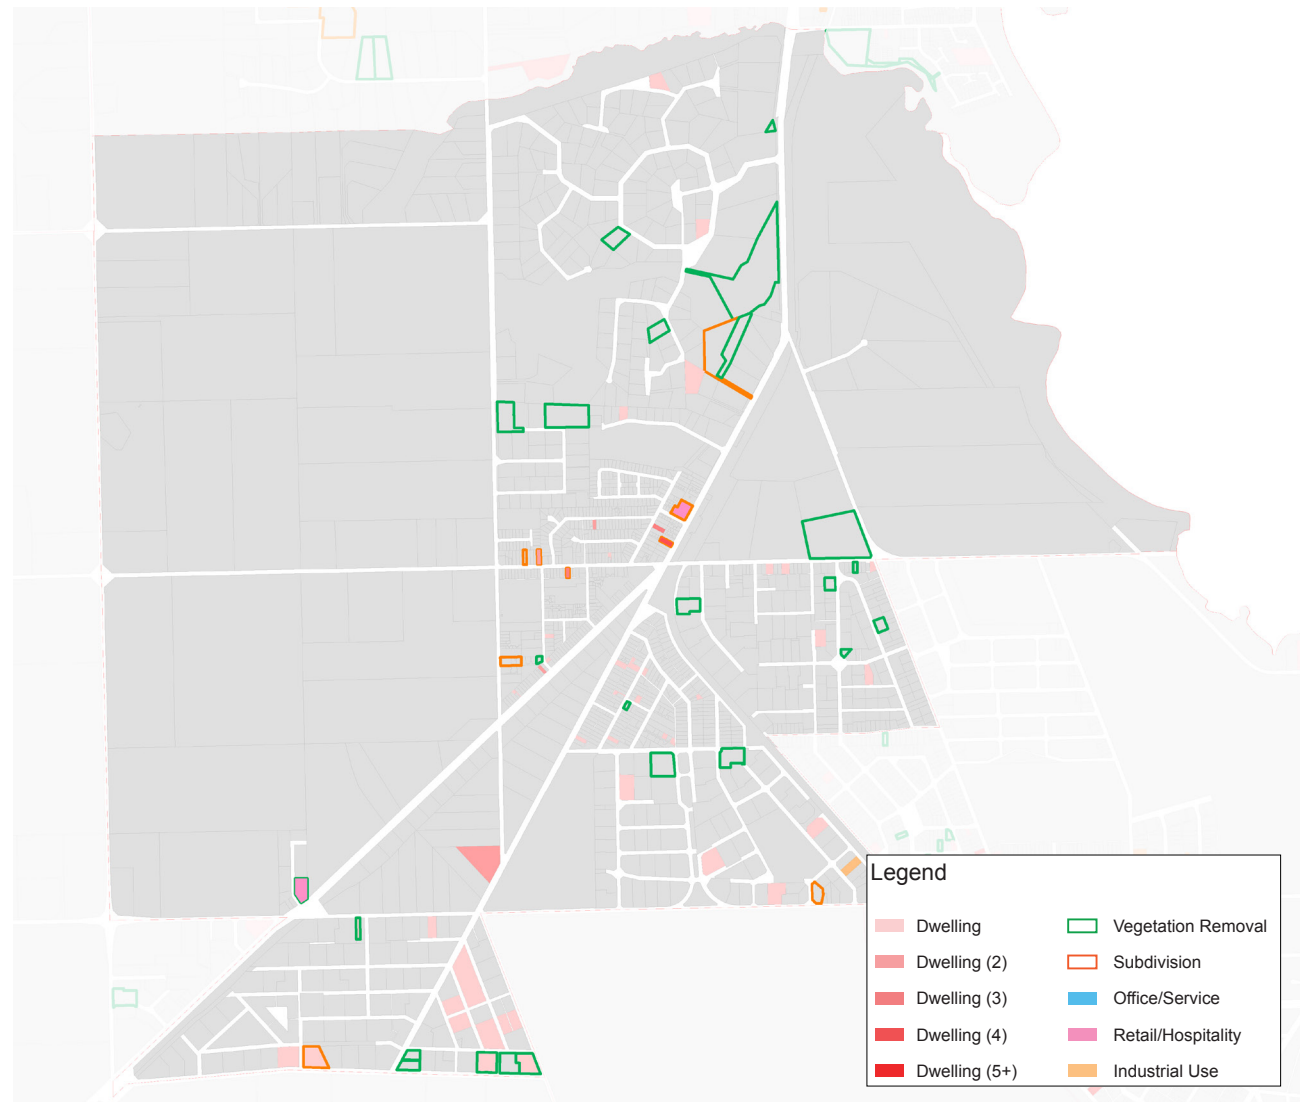 Legend
Dwelling
Dwelling (2)
Dwelling (3)
Dwelling (4)
Dwelling (5+)
Vegetation Removal
Subdivision
Office/Service
Retail/Hospitality
Industrial Use